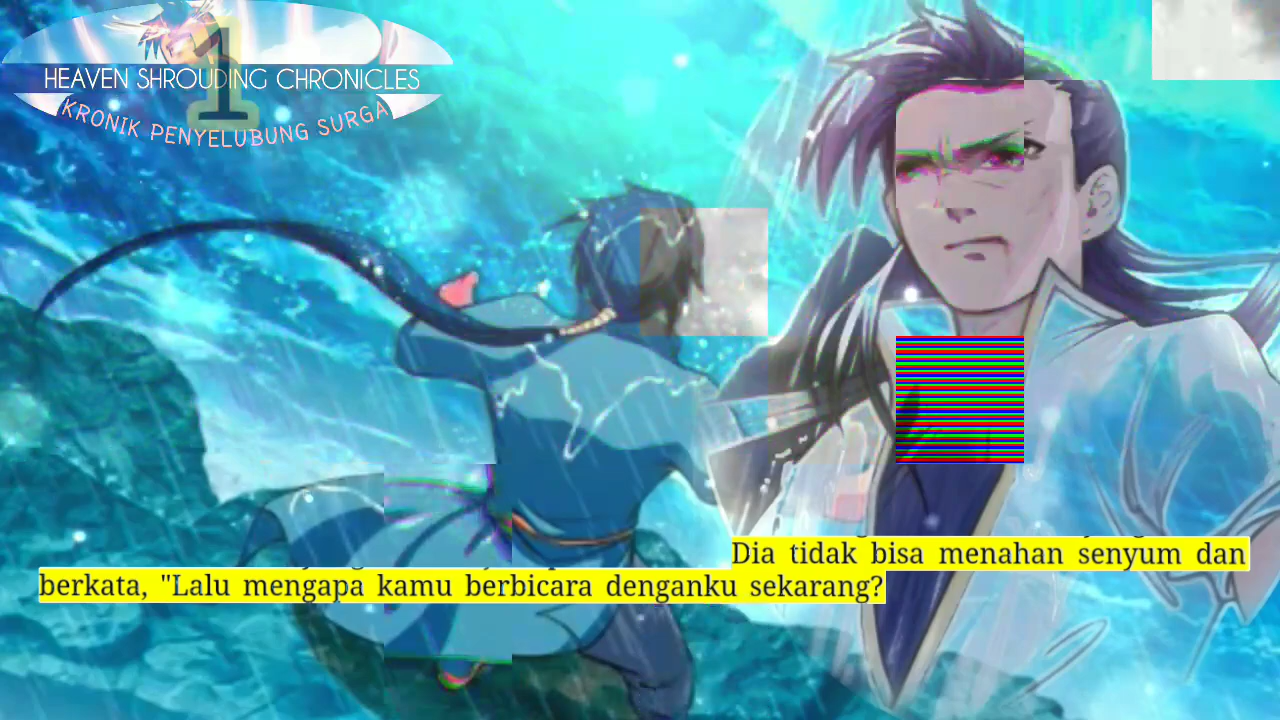 1
HEAVEN SHROUDING CHRONICLES
KRONIK PENYELUBUNG SURGA
Dia tidak bisa menahan senyum dan
berkata, "Lalu mengapa kamu berbicara denganku sekarang?